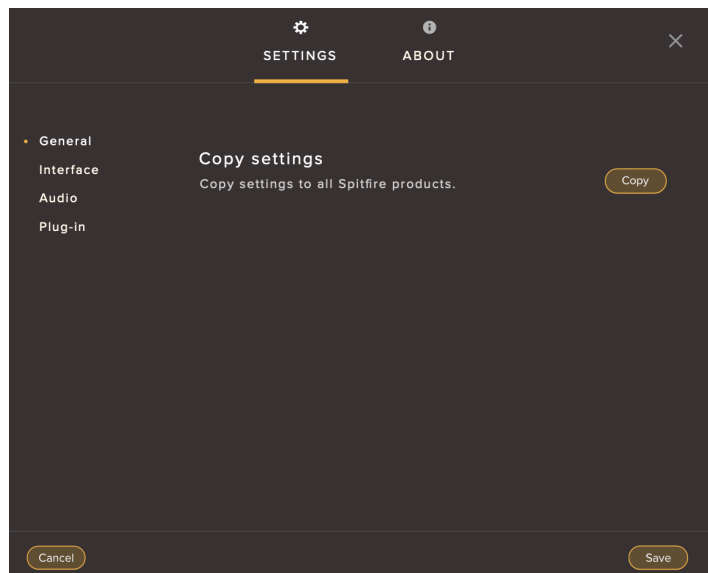 SETTINGS
ABOUT
General
Interface
Audio
Plug-in
Copy settings
Copy settings to all Spitfire products.
Copy
Cancel
Save